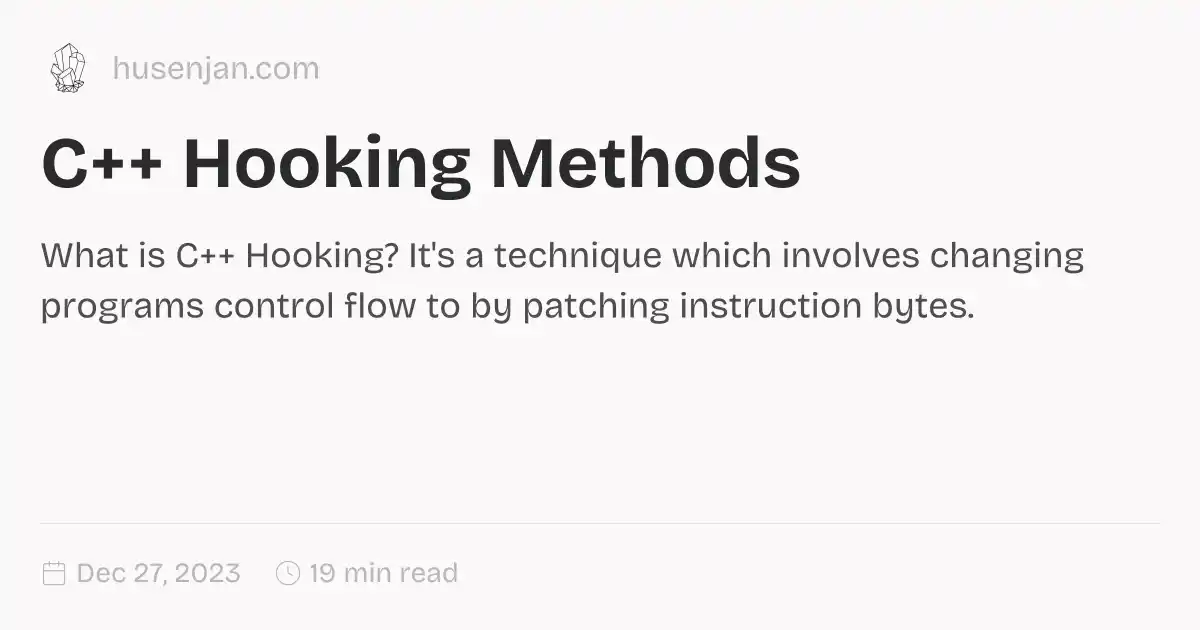 husenjan.com
C++ Hooking Methods
What is C++ Hooking? It's a technique which involves changing
programs control flow to by patching instruction bytes.
Dec 27, 2023 19 min read